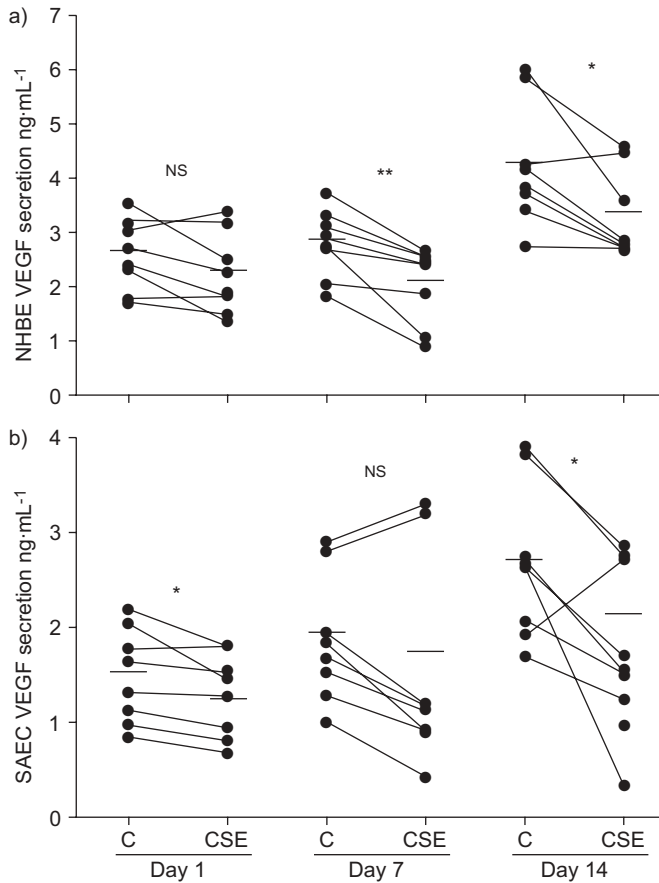 a)
NHBE VEGF secretion ng·mL⁻¹
6
5
4
3
2
1
0
NS
**
*
b)
SAEC VEGF secretion ng·mL⁻¹
4
3
2
1
0
*
NS
*
C CSE C CSE C CSE
Day 1 Day 7 Day 14